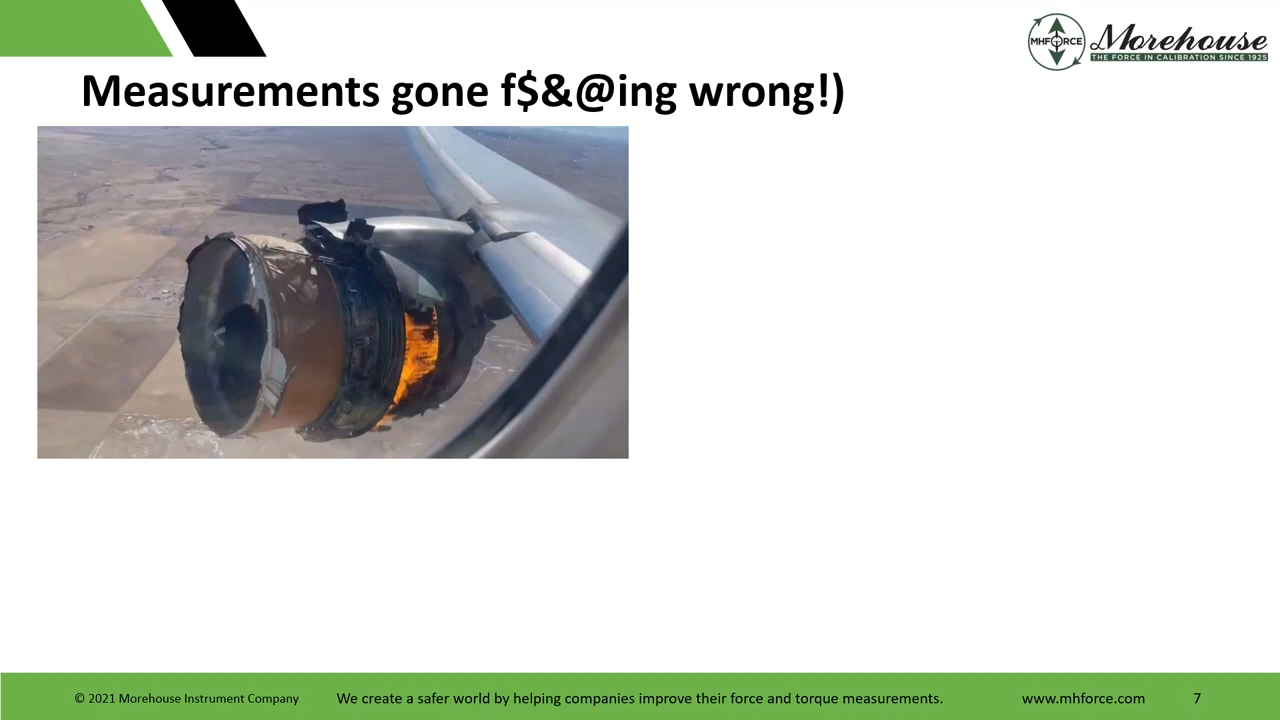 MHFORCE
Morehouse
THE FORCE IN CALIBRATION SINCE 1925
Measurements gone f$&@ing wrong!)
© 2021 Morehouse Instrument Company
We create a safer world by helping companies improve their force and torque measurements.
www.mhforce.com
7